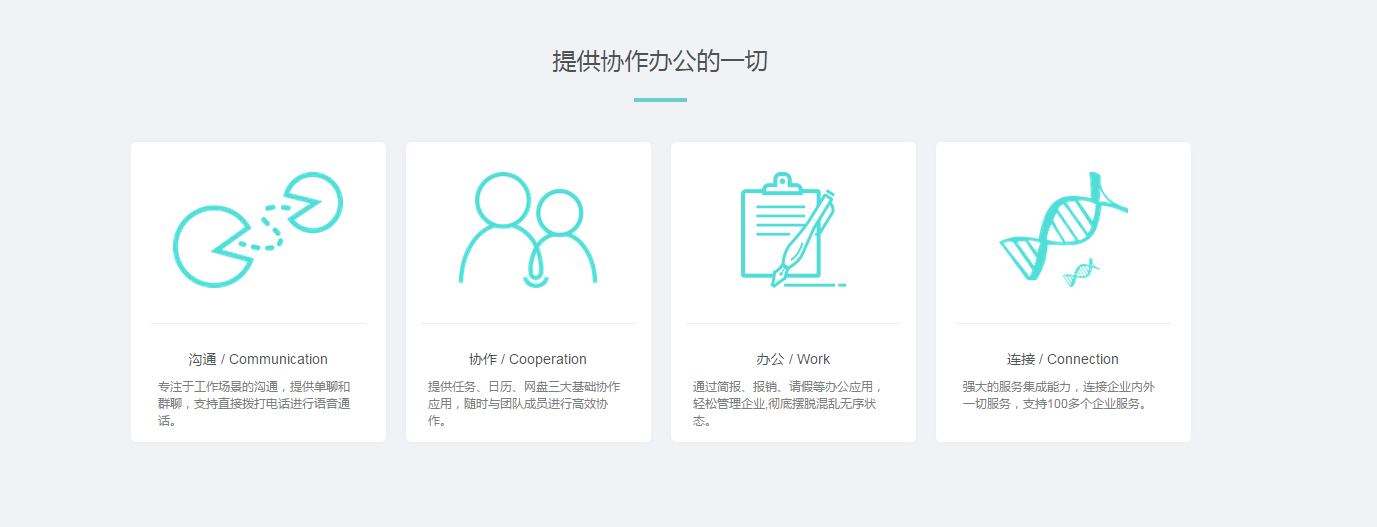 提供协作办公的一切
沟通 / Communication
专注于工作场景的沟通，提供单聊和
群聊，支持直接拨打电话进行语音通
话。
协作 / Cooperation
提供任务、日历、网盘三大基础协作
应用，随时与团队成员进行高效协
作。
办公 / Work
通过简报、报销、请假等办公应用，
轻松管理企业,彻底摆脱混乱无序状
态。
连接 / Connection
强大的服务集成能力，连接企业内外
一切服务，支持100多个企业服务。